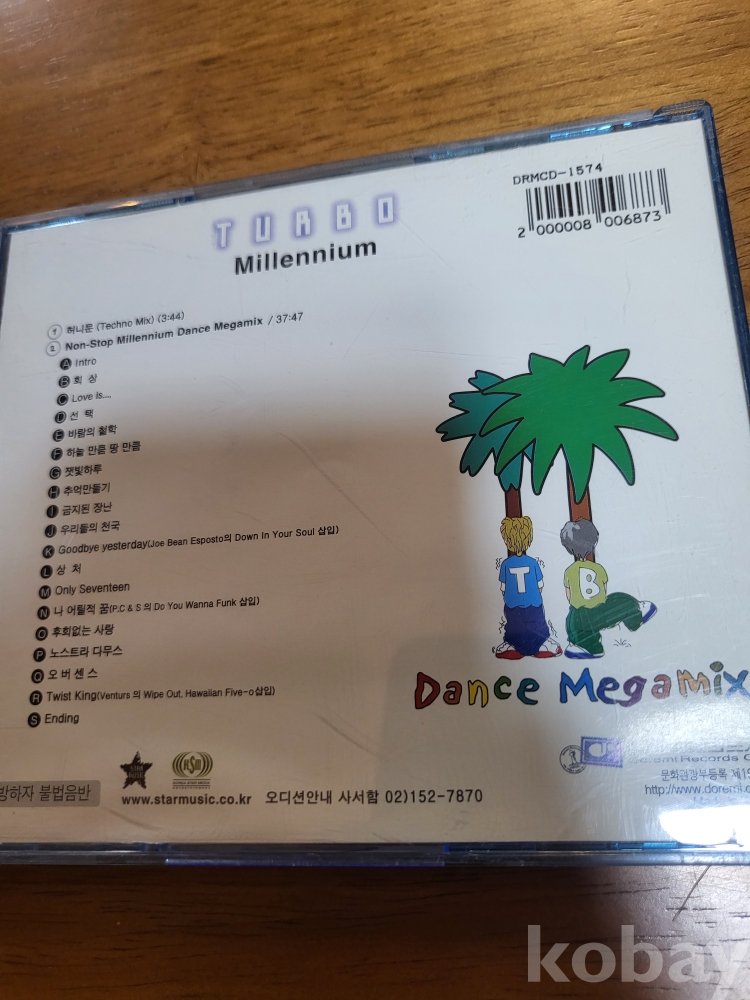 DRMCD-1574
2 000008 006873
TURBO
Millennium
1 허니문 (Techno Mix) (3:44)
2 Non-Stop Millennium Dance Megamix / 37:47
A Intro
B 회 상
C Love is....
D 선 택
E 바람의 철학
F 하늘 만큼 땅 만큼
G 잿빛하루
H 추억만들기
I 금지된 장난
J 우리들의 천국
K Goodbye yesterday(Joe Bean Esposto의 Down In Your Soul 삽입)
L 상 처
M Only Seventeen
N 나 어릴적 꿈(P.C & S 의 Do You Wanna Funk 삽입)
O 후회없는 사랑
P 노스트라 다무스
Q 오 버 센 스
R Twist King(Venturs 의 Wipe Out, Hawaiian Five-o삽입)
S Ending
T B
Dance Megamix
방하자 불법음반
KSM
www.starmusic.co.kr 오디션안내 사서함 02)152-7870
Doremi Records
문화관광부등록 제1
http://www.doremi.c
kobay